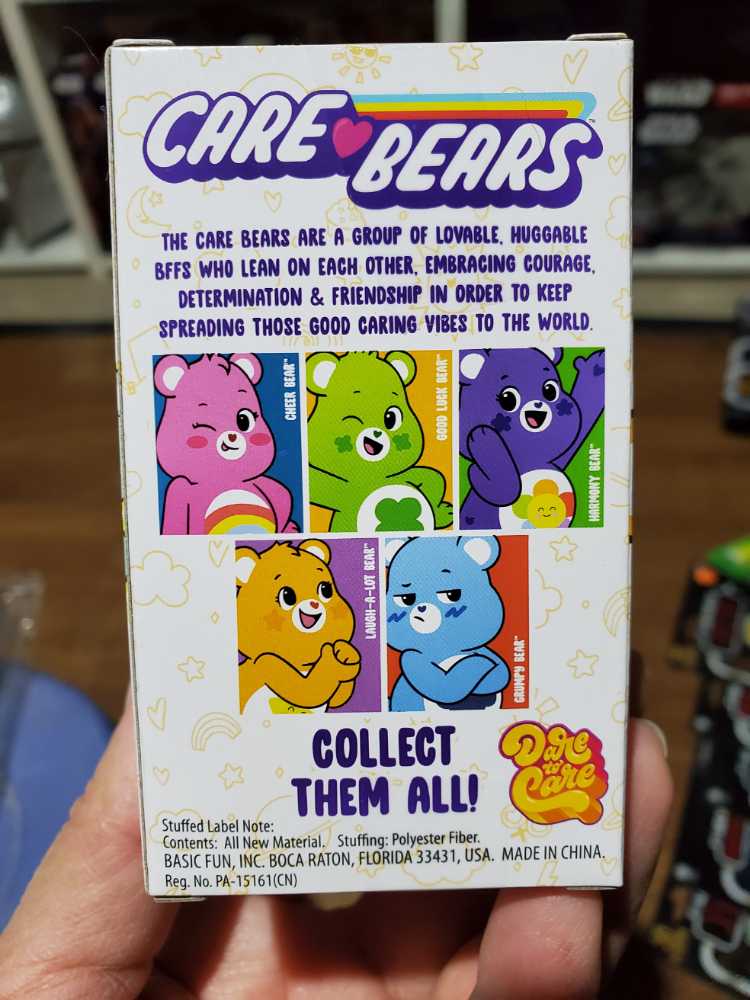 CARE BEARS™
THE CARE BEARS ARE A GROUP OF LOVABLE, HUGGABLE
BFFS WHO LEAN ON EACH OTHER, EMBRACING COURAGE,
DETERMINATION & FRIENDSHIP IN ORDER TO KEEP
SPREADING THOSE GOOD CARING VIBES TO THE WORLD.
CHEER BEAR™
GOOD LUCK BEAR™
HARMONY BEAR™
LAUGH-A-LOT BEAR™
GRUMPY BEAR™
COLLECT
THEM ALL!
Dare
to
Care
Stuffed Label Note:
Contents: All New Material. Stuffing: Polyester Fiber.
BASIC FUN, INC. BOCA RATON, FLORIDA 33431, USA. MADE IN CHINA.
Reg. No. PA-15161(CN)